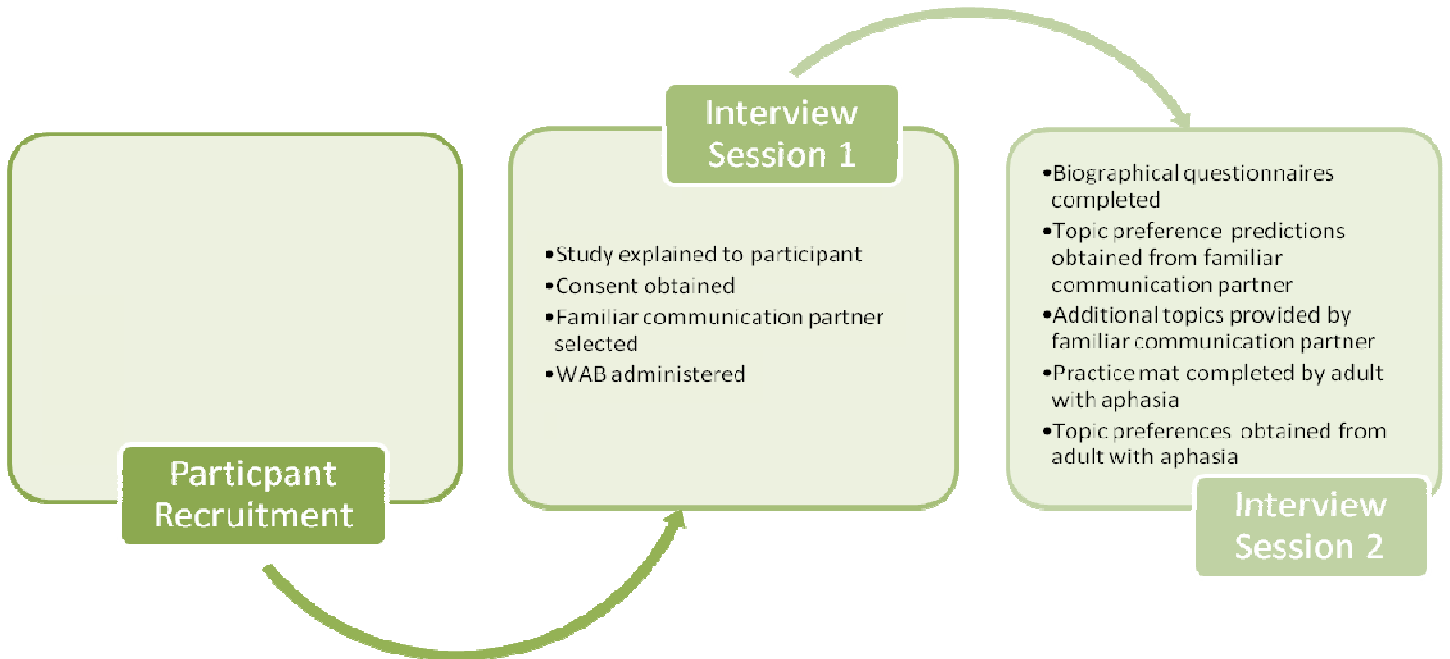 Particpant
Recruitment
Interview
Session 1
•Study explained to participant
•Consent obtained
•Familiar communication partner
selected
•WAB administered
•Biographical questionnaires
completed
•Topic preference predictions
obtained from familiar
communication partner
•Additional topics provided by
familiar communication partner
•Practice mat completed by adult
with aphasia
•Topic preferences obtained from
adult with aphasia
Interview
Session 2